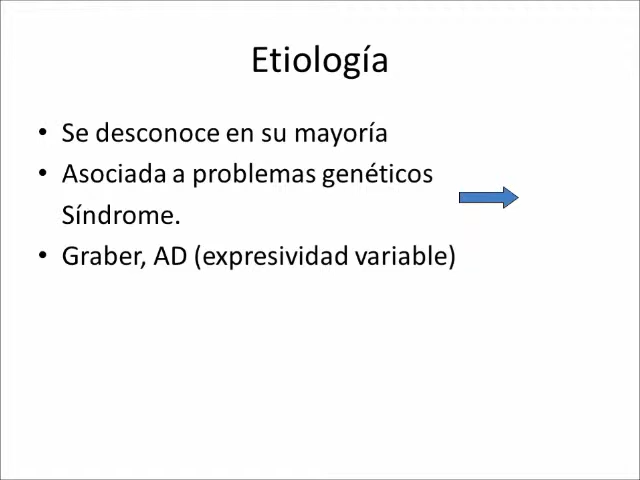 Etiología
• Se desconoce en su mayoría
• Asociada a problemas genéticos
Síndrome.
• Graber, AD (expresividad variable)